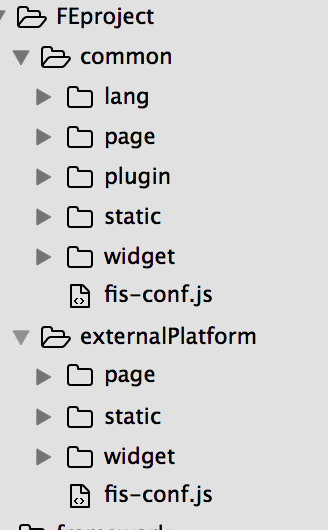 FEproject
common
lang
page
plugin
static
widget
fis-conf.js
externalPlatform
page
static
widget
fis-conf.js